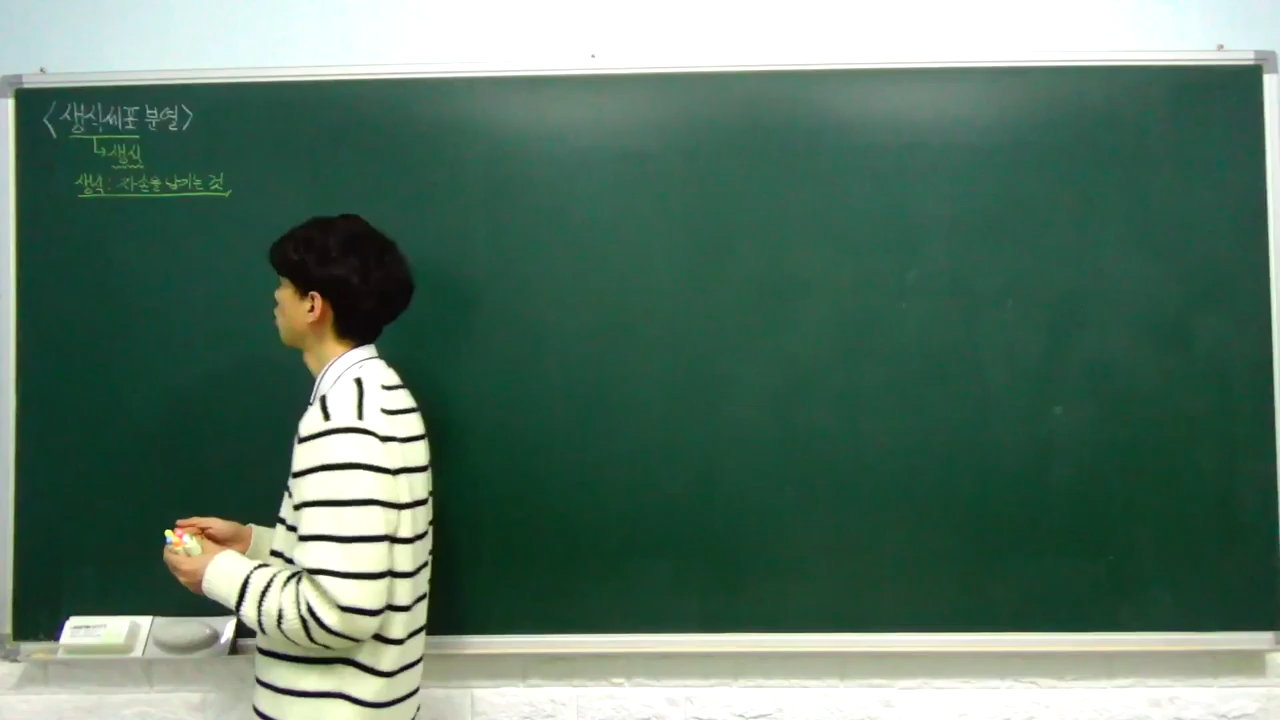 <생식세포 분열>
↳생식
생식: 자손을 남기는 것